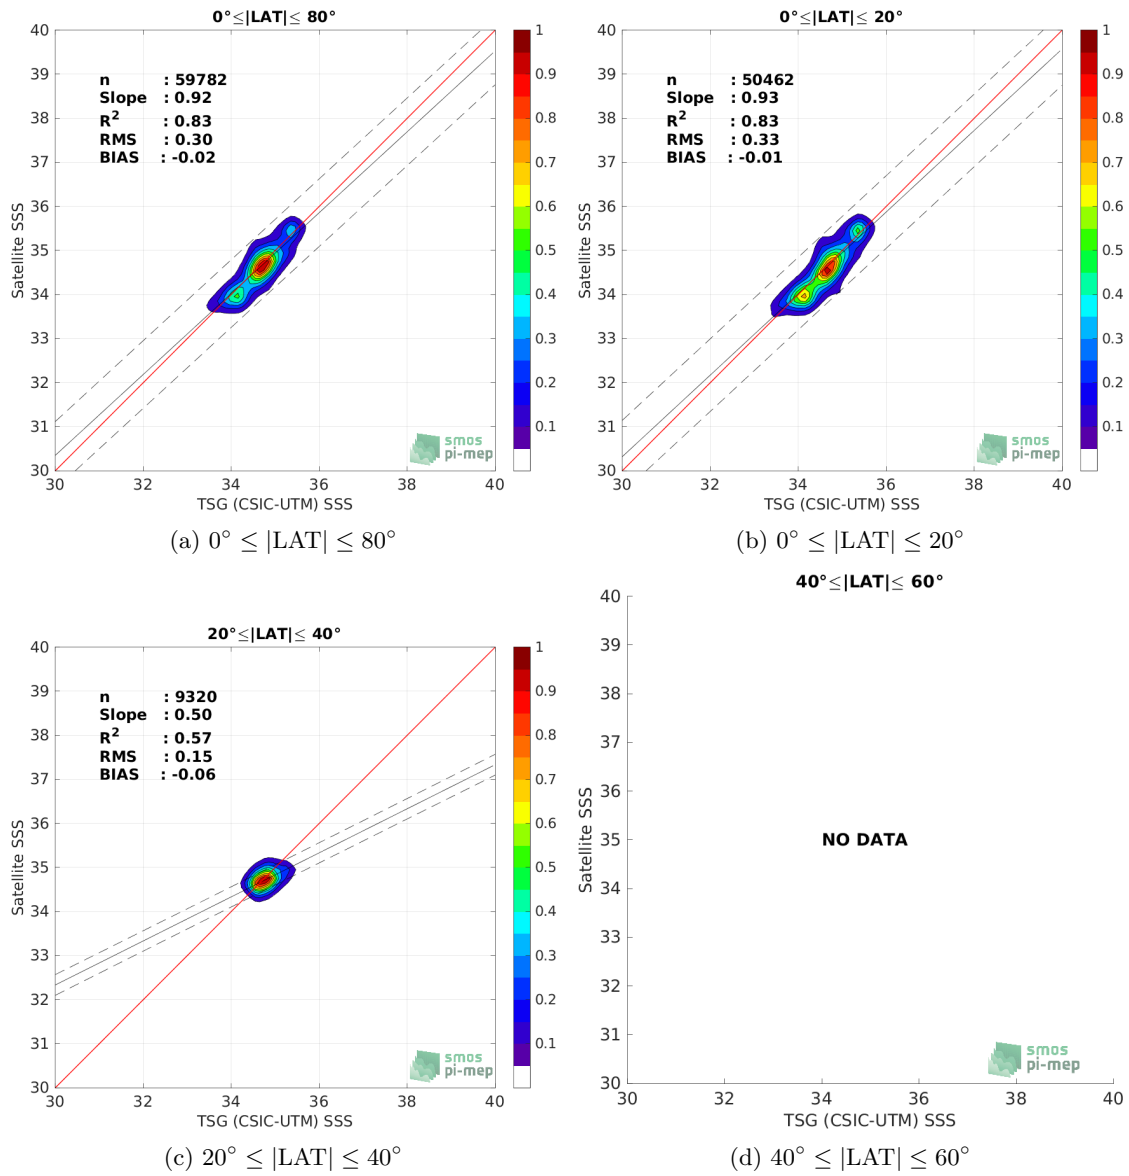 0°≤|LAT|≤ 80°
40
39
38
37
36
35
34
33
32
31
30
30
32
34
36
38
40
Satellite SSS
TSG (CSIC-UTM) SSS
n : 59782
Slope : 0.92
R² : 0.83
RMS : 0.30
BIAS : -0.02
1
0.9
0.8
0.7
0.6
0.5
0.4
0.3
0.2
0.1
smos
pi-mep
(a) 0° ≤ |LAT| ≤ 80°
0°≤|LAT|≤ 20°
40
39
38
37
36
35
34
33
32
31
30
30
32
34
36
38
40
Satellite SSS
TSG (CSIC-UTM) SSS
n : 50462
Slope : 0.93
R² : 0.83
RMS : 0.33
BIAS : -0.01
1
0.9
0.8
0.7
0.6
0.5
0.4
0.3
0.2
0.1
smos
pi-mep
(b) 0° ≤ |LAT| ≤ 20°
20°≤|LAT|≤ 40°
40
39
38
37
36
35
34
33
32
31
30
30
32
34
36
38
40
Satellite SSS
TSG (CSIC-UTM) SSS
n : 9320
Slope : 0.50
R² : 0.57
RMS : 0.15
BIAS : -0.06
1
0.9
0.8
0.7
0.6
0.5
0.4
0.3
0.2
0.1
smos
pi-mep
(c) 20° ≤ |LAT| ≤ 40°
40°≤|LAT|≤ 60°
40
39
38
37
36
35
34
33
32
31
30
30
32
34
36
38
40
Satellite SSS
TSG (CSIC-UTM) SSS
NO DATA
smos
pi-mep
(d) 40° ≤ |LAT| ≤ 60°